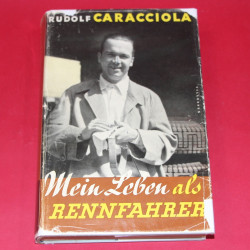 RUDOLF CARACCIOLA
Mein Leben als
RENNFAHRER